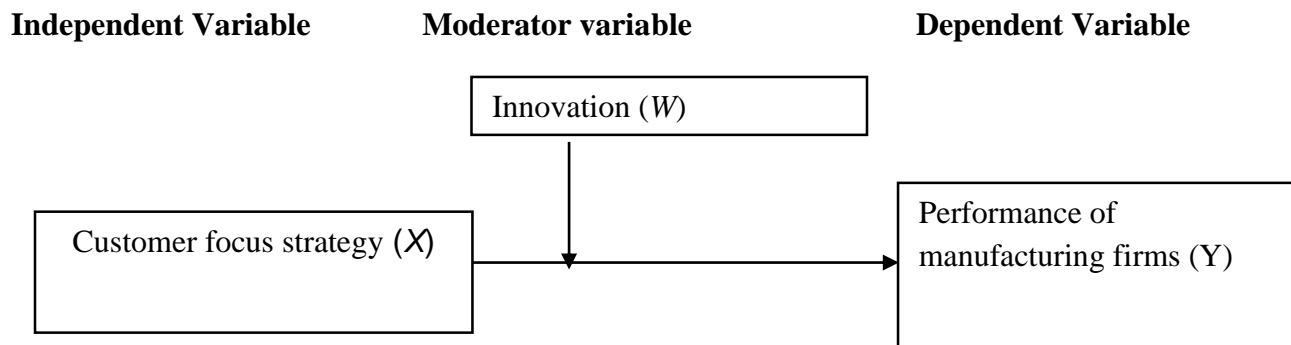 Independent Variable Moderator variable Dependent Variable
Innovation (W)
Customer focus strategy (X)
Performance of
manufacturing firms (Y)